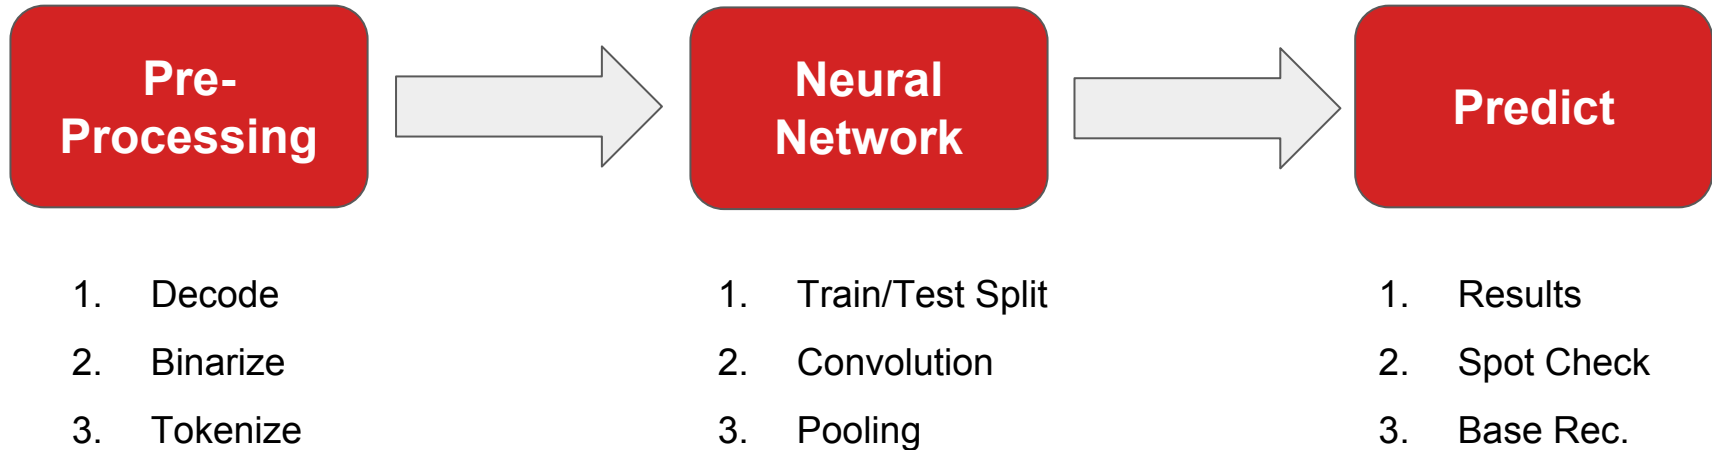 Pre-
Processing
1. Decode
2. Binarize
3. Tokenize
Neural
Network
1. Train/Test Split
2. Convolution
3. Pooling
Predict
1. Results
2. Spot Check
3. Base Rec.